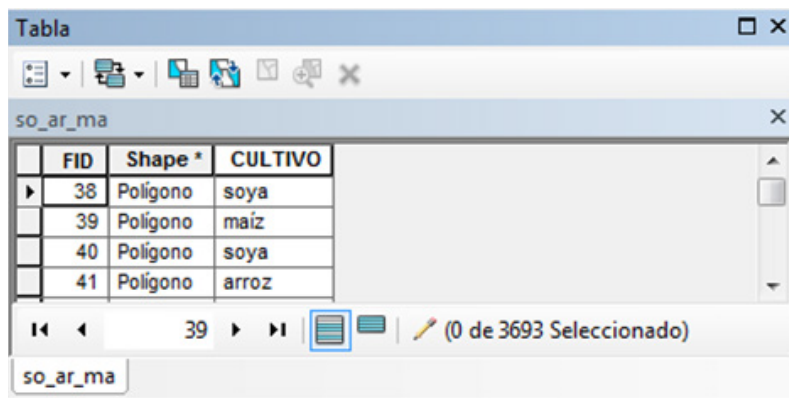 Tabla
so_ar_ma
FID Shape * CULTIVO
38 Polígono soya
39 Polígono maíz
40 Polígono soya
41 Polígono arroz
39 (0 de 3693 Seleccionado)
so_ar_ma